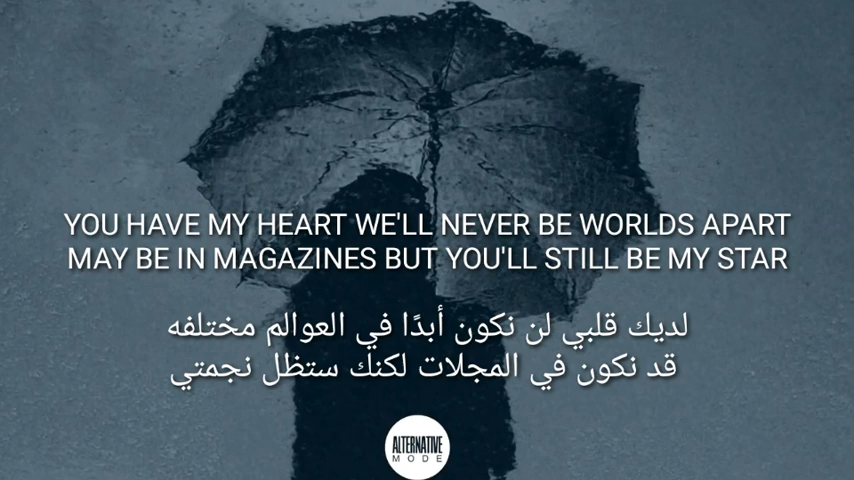 YOU HAVE MY HEART WE'LL NEVER BE WORLDS APART
MAY BE IN MAGAZINES BUT YOU'LL STILL BE MY STAR
لديك قلبي لن نكون أبدًا في العوالم مختلفه
قد نكون في المجلات لكنك ستظل نجمتي
ALTERNATIVE
MODE